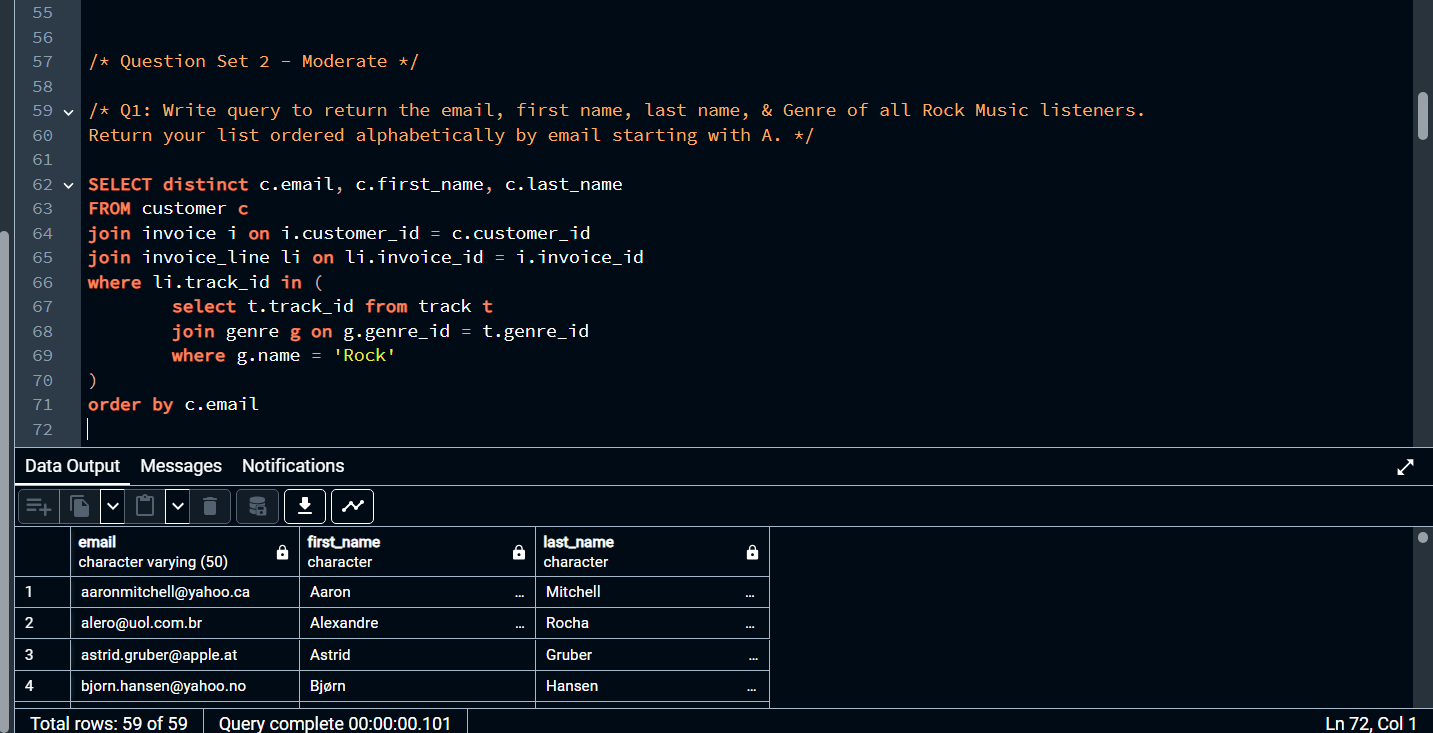 55
56
57 /* Question Set 2 - Moderate */
58
59 /* Q1: Write query to return the email, first name, last name, & Genre of all Rock Music listeners.
60 Return your list ordered alphabetically by email starting with A. */
61
62 SELECT distinct c.email, c.first_name, c.last_name
63 FROM customer c
64 join invoice i on i.customer_id = c.customer_id
65 join invoice_line li on li.invoice_id = i.invoice_id
66 where li.track_id in (
67 select t.track_id from track t
68 join genre g on g.genre_id = t.genre_id
69 where g.name = 'Rock'
70 )
71 order by c.email
72
Data Output Messages Notifications
email first_name last_name
character varying (50) character character
1 aaronmitchell@yahoo.ca Aaron ... Mitchell ...
2 alero@uol.com.br Alexandre ... Rocha ...
3 astrid.gruber@apple.at Astrid Gruber ...
4 bjorn.hansen@yahoo.no Bjørn Hansen ...
Total rows: 59 of 59 Query complete 00:00:00.101 Ln 72, Col 1